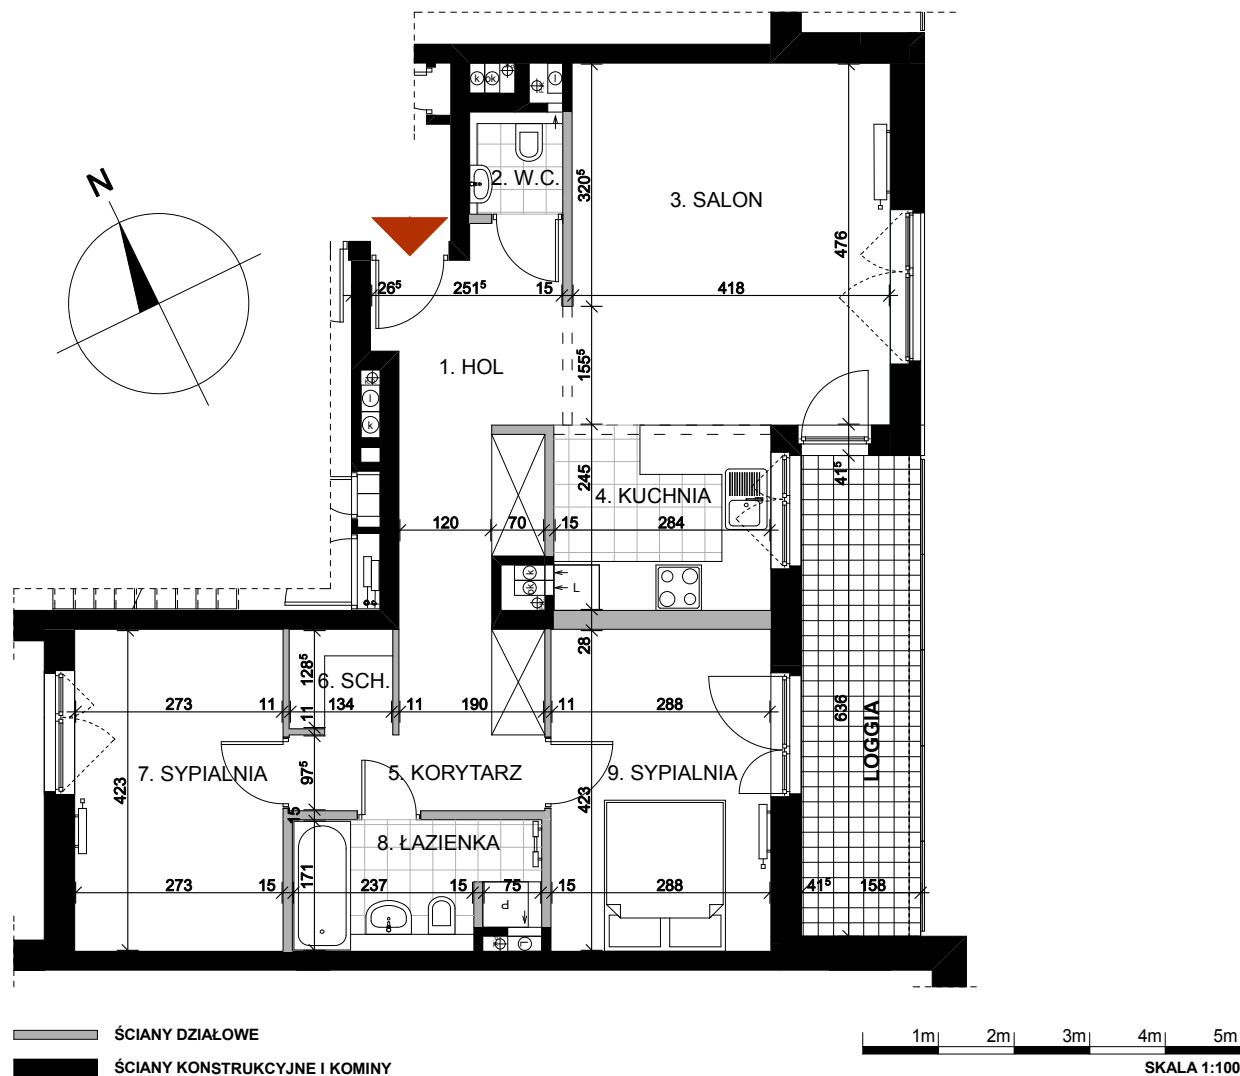 k
ok
l
N
2. W.C.
320⁵
3. SALON
476
26⁵
251⁵
15
418
155⁵
1. HOL
l
k
245
4. KUCHNIA
41⁵
120
70
15
284
k
ok
L
28
128⁵
6. SCH.
273
11
11
134
11
190
11
288
636
LOGGIA
7. SYPIALNIA
97⁵
5. KORYTARZ
9. SYPIALNIA
423
423
15
8. ŁAZIENKA
171
273
15
237
15
75
15
288
41⁵
158
P
L
ŚCIANY DZIAŁOWE
ŚCIANY KONSTRUKCYJNE I KOMINY
1m
2m
3m
4m
5m
SKALA 1:100